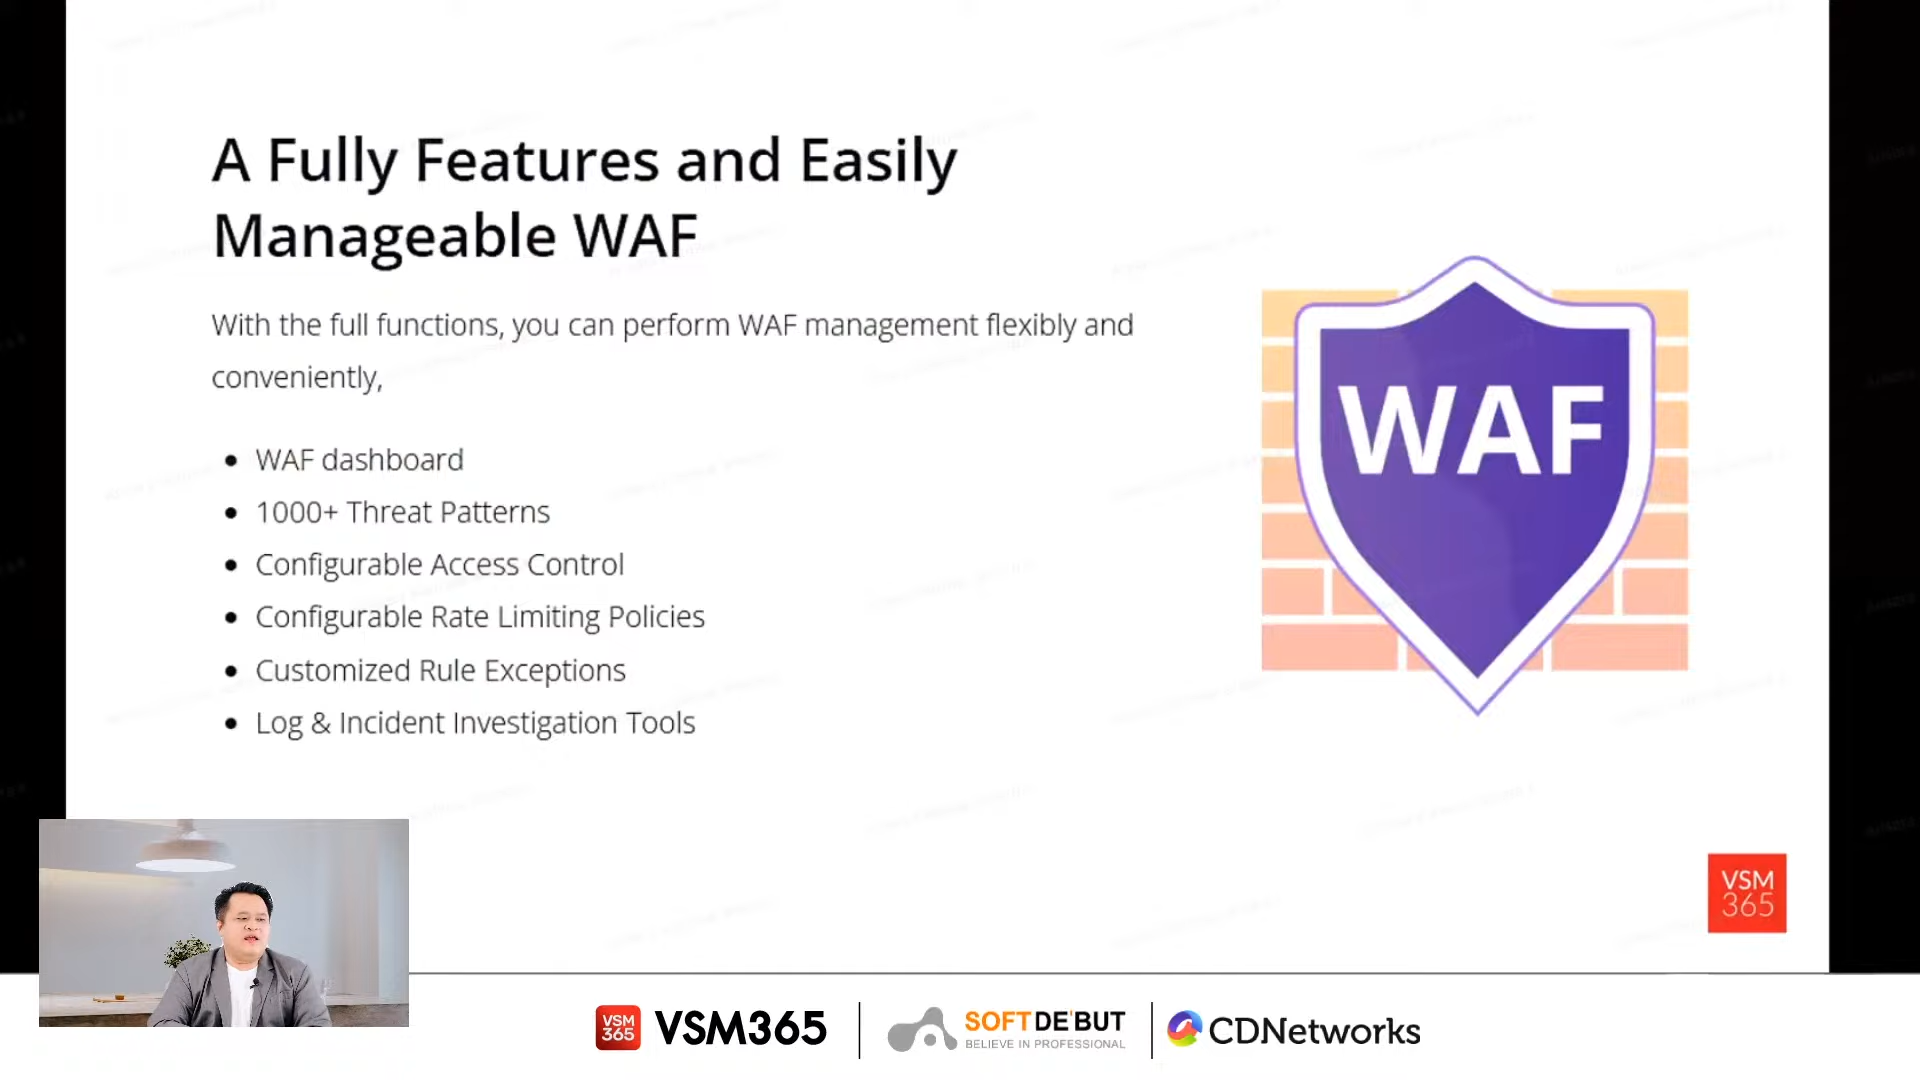 A Fully Features and Easily
Manageable WAF
With the full functions, you can perform WAF management flexibly and
conveniently,
• WAF dashboard
• 1000+ Threat Patterns
• Configurable Access Control
• Configurable Rate Limiting Policies
• Customized Rule Exceptions
• Log & Incident Investigation Tools
WAF
VSM
365
VSM
365
VSM365
SOFTDE'BUT
BELIEVE IN PROFESSIONAL
CDNetworks